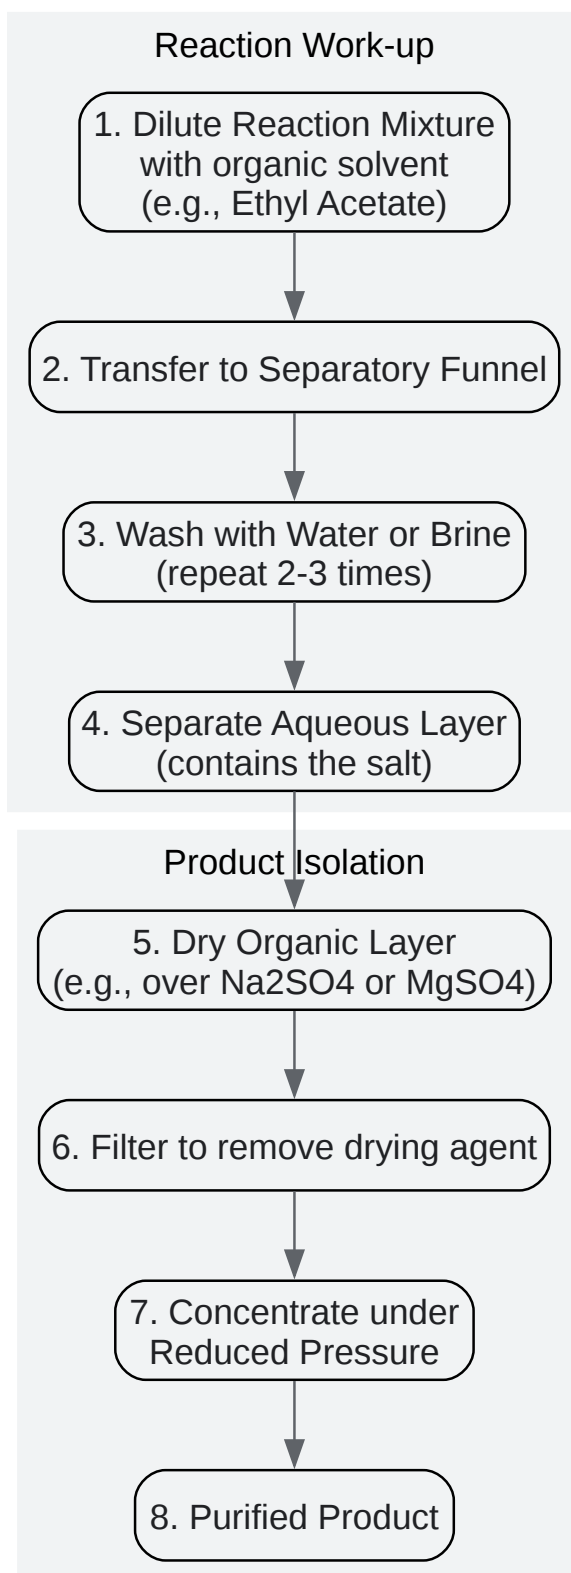 Reaction Work-up
1. Dilute Reaction Mixture
with organic solvent
(e.g., Ethyl Acetate)
2. Transfer to Separatory Funnel
3. Wash with Water or Brine
(repeat 2-3 times)
4. Separate Aqueous Layer
(contains the salt)
Product Isolation
5. Dry Organic Layer
(e.g., over Na2SO4 or MgSO4)
6. Filter to remove drying agent
7. Concentrate under
Reduced Pressure
8. Purified Product